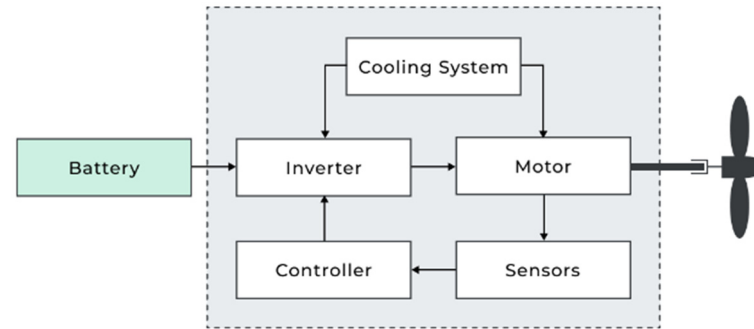 Cooling System
Battery
Inverter
Motor
Controller
Sensors